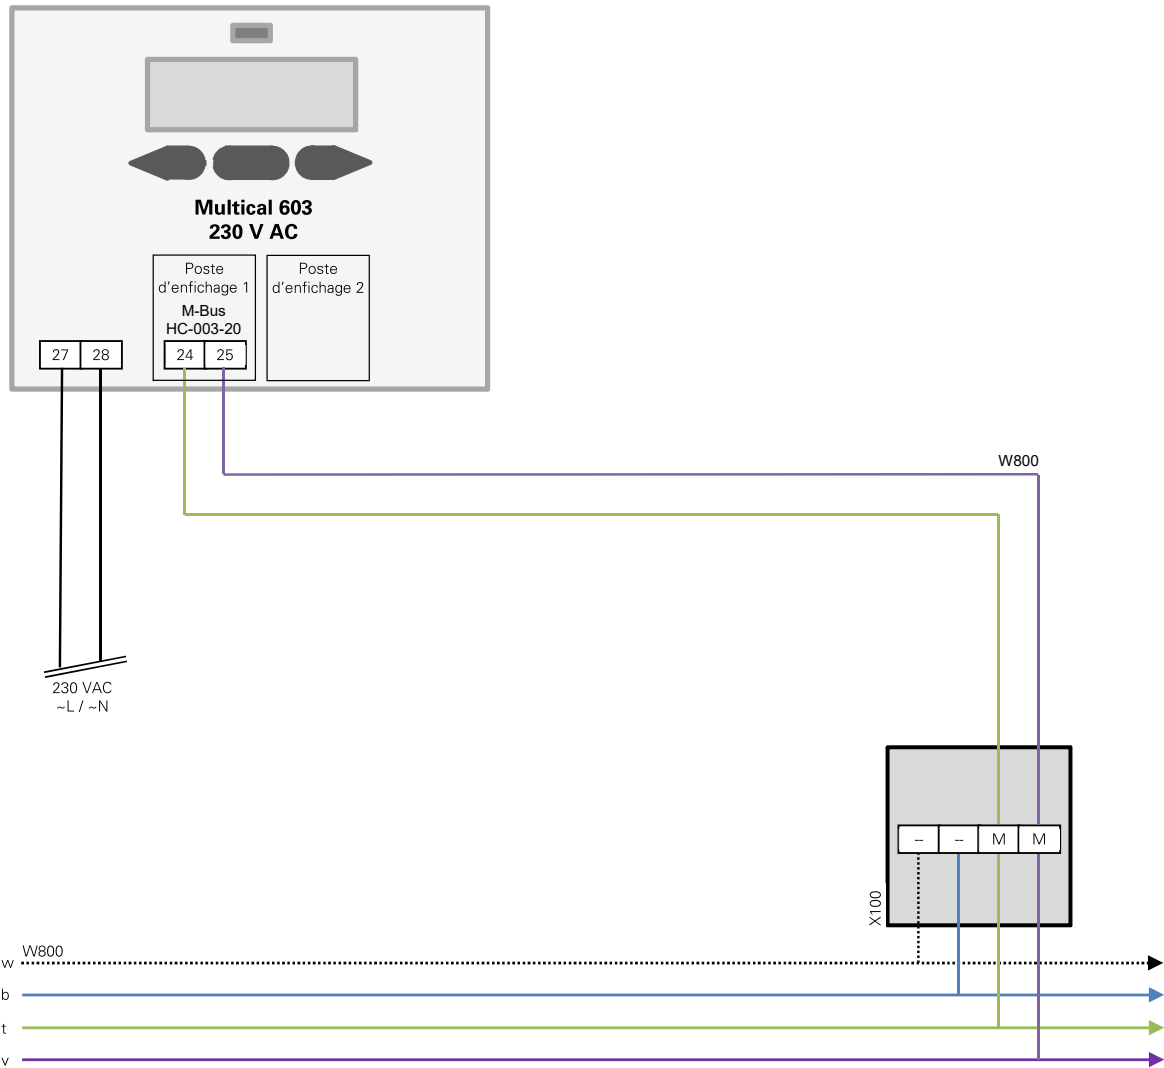 Multical 603
230 V AC
Poste
d'enfichage 1
M-Bus
HC-003-20
Poste
d'enfichage 2
27 28
24 25
W800
230 VAC
~L / ~N
-- -- M M
X100
W800
w
b
t
v